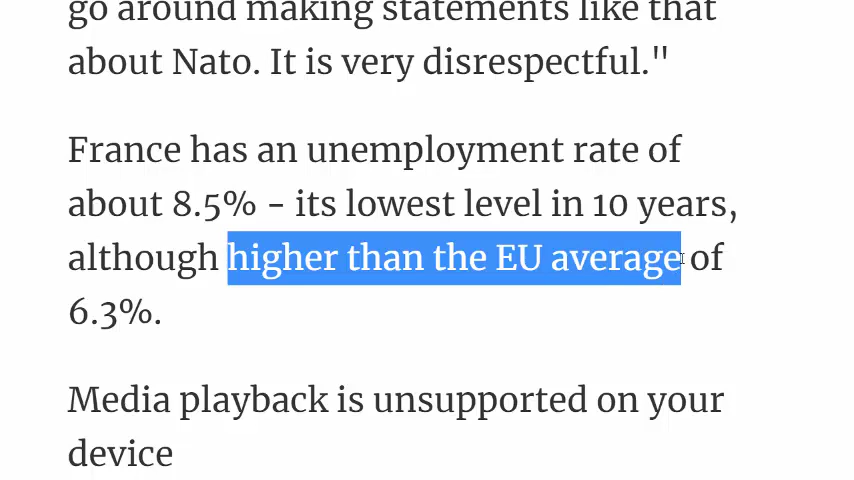 go around making statements like that
about Nato. It is very disrespectful."
France has an unemployment rate of
about 8.5% - its lowest level in 10 years,
although higher than the EU average of
6.3%.
Media playback is unsupported on your
device